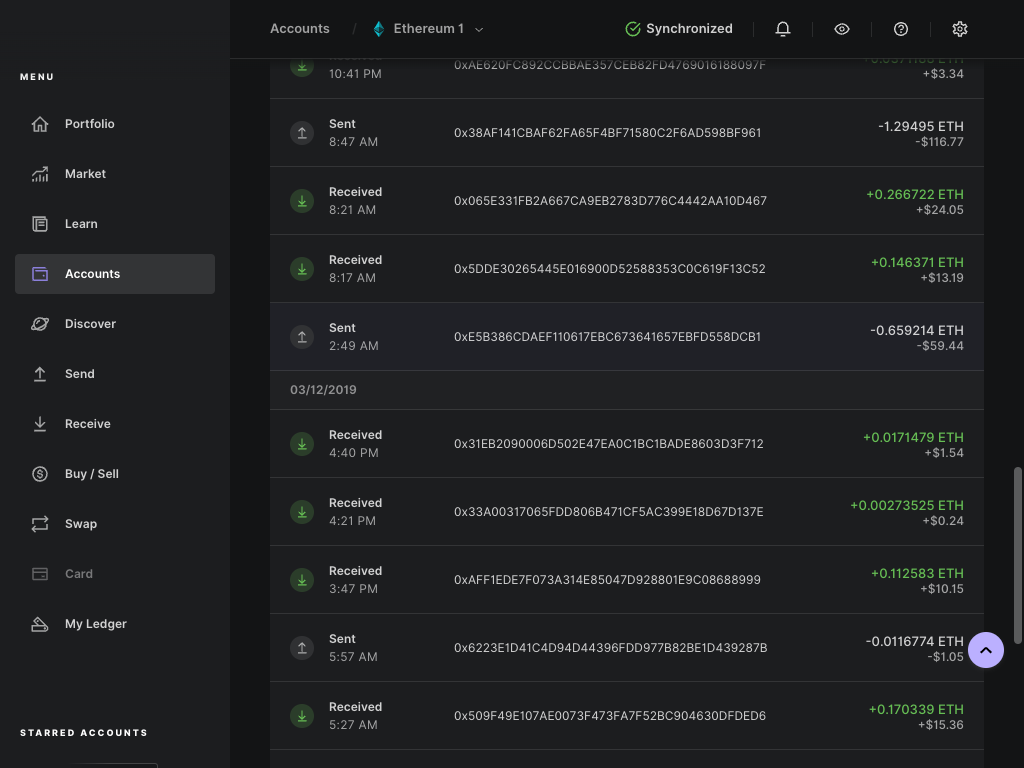 Accounts / Ethereum 1
Synchronized
MENU
Portfolio
Market
Learn
Accounts
Discover
Send
Receive
Buy / Sell
Swap
Card
My Ledger
STARRED ACCOUNTS
10:41 PM
0xAE620FC892CCBBAE357CEB82FD4769016188097F
+$3.34
Sent
8:47 AM
0x38AF141CBAF62FA65F4BF71580C2F6AD598BF961
-1.29495 ETH
-$116.77
Received
8:21 AM
0x065E331FB2A667CA9EB2783D776C4442AA10D467
+0.266722 ETH
+$24.05
Received
8:17 AM
0x5DDE30265445E016900D52588353C0C619F13C52
+0.146371 ETH
+$13.19
Sent
2:49 AM
0xE5B386CDAEF110617EBC673641657EBFD558DCB1
-0.659214 ETH
-$59.44
03/12/2019
Received
4:40 PM
0x31EB2090006D502E47EA0C1BC1BADE8603D3F712
+0.0171479 ETH
+$1.54
Received
4:21 PM
0x33A00317065FDD806B471CF5AC399E18D67D137E
+0.00273525 ETH
+$0.24
Received
3:47 PM
0xAFF1EDE7F073A314E85047D928801E9C08688999
+0.112583 ETH
+$10.15
Sent
5:57 AM
0x6223E1D41C4D94D44396FDD977B82BE1D439287B
-0.0116774 ETH
-$1.05
Received
5:27 AM
0x509F49E107AE0073F473FA7F52BC904630DFDED6
+0.170339 ETH
+$15.36